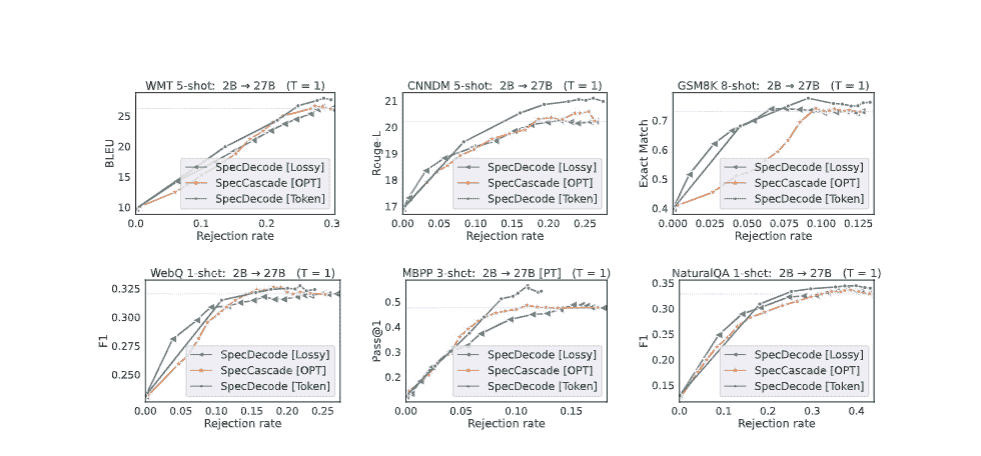 WMT 5-shot: 2B → 27B (T = 1)
BLEU
25
20
15
10
0.0
0.1
0.2
0.3
Rejection rate
SpecDecode [Lossy]
SpecCascade [OPT]
SpecDecode [Token]
CNNDM 5-shot: 2B → 27B (T = 1)
Rouge-L
21
20
19
18
17
0.00
0.05
0.10
0.15
0.20
0.25
Rejection rate
SpecDecode [Lossy]
SpecCascade [OPT]
SpecDecode [Token]
GSM8K 8-shot: 2B → 27B (T = 1)
Exact Match
0.7
0.6
0.5
0.4
0.000
0.025
0.050
0.075
0.100
0.125
Rejection rate
SpecDecode [Lossy]
SpecCascade [OPT]
SpecDecode [Token]
WebQ 1-shot: 2B → 27B (T = 1)
F1
0.325
0.300
0.275
0.250
0.00
0.05
0.10
0.15
0.20
0.25
Rejection rate
SpecDecode [Lossy]
SpecCascade [OPT]
SpecDecode [Token]
MBPP 3-shot: 2B → 27B [PT] (T = 1)
Pass@1
0.5
0.4
0.3
0.2
0.00
0.05
0.10
0.15
Rejection rate
SpecDecode [Lossy]
SpecCascade [OPT]
SpecDecode [Token]
NaturalQA 1-shot: 2B → 27B (T = 1)
F1
0.35
0.30
0.25
0.20
0.15
0.0
0.1
0.2
0.3
0.4
Rejection rate
SpecDecode [Lossy]
SpecCascade [OPT]
SpecDecode [Token]